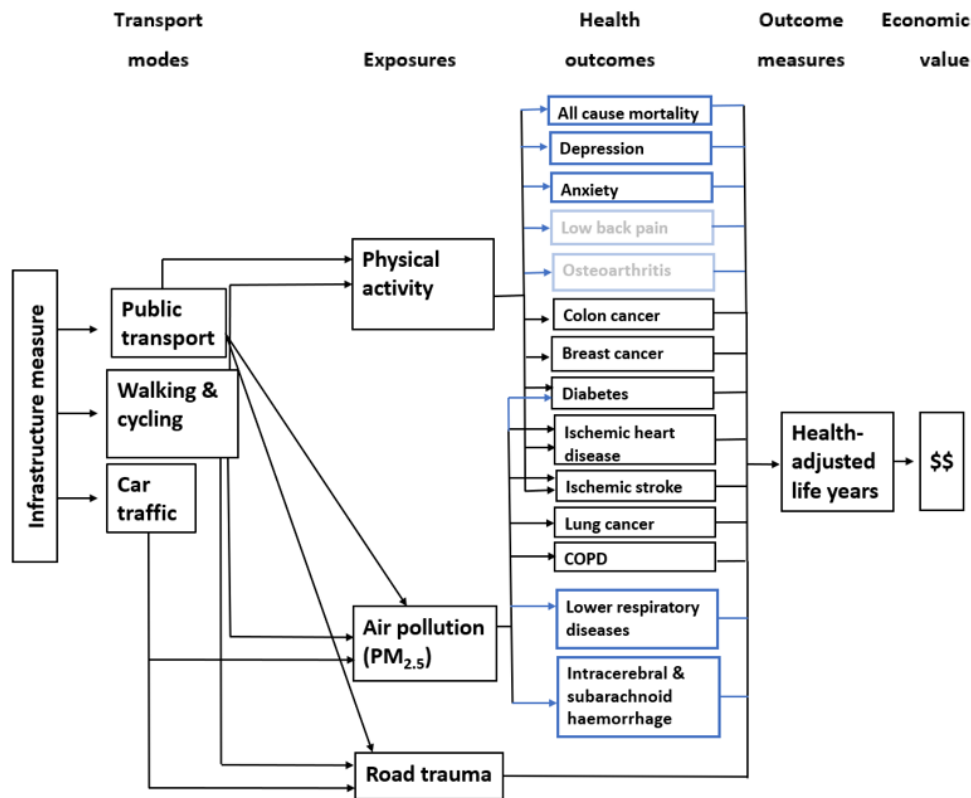 Transport
modes
Exposures
Health
outcomes
Outcome
measures
Economic
value
Infrastructure measure
Public
transport
Walking &
cycling
Car
traffic
Physical
activity
Air pollution
(PM2.5)
Road trauma
All cause mortality
Depression
Anxiety
Low back pain
Osteoarthritis
Colon cancer
Breast cancer
Diabetes
Ischemic heart
disease
Ischemic stroke
Lung cancer
COPD
Lower respiratory
diseases
Intracerebral &
subarachnoid
haemorrhage
Health-
adjusted
life years
$$